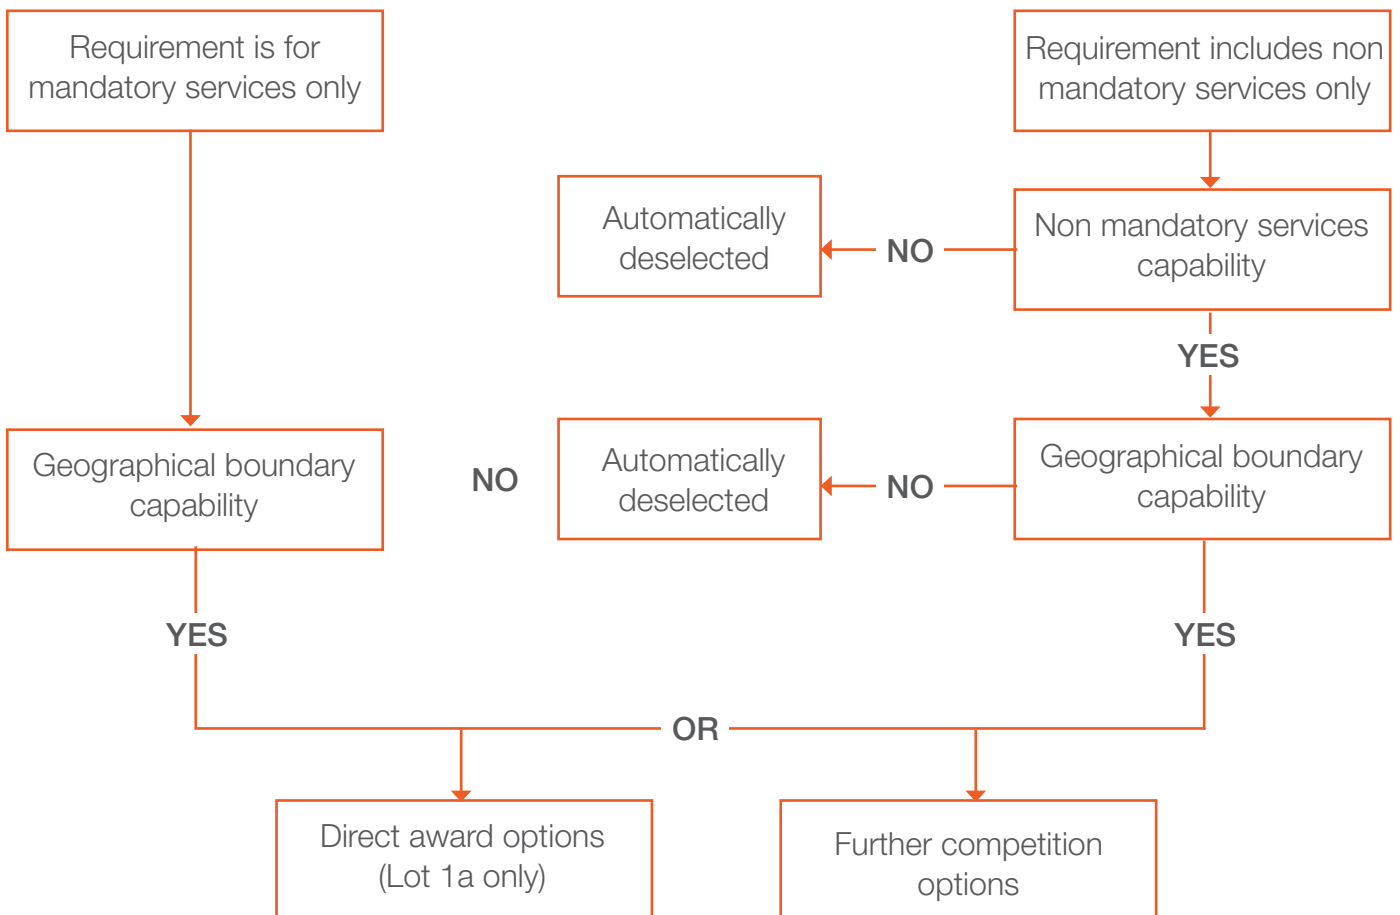 Requirement is for
mandatory services only
Requirement includes non
mandatory services only
Automatically
deselected
NO
Non mandatory services
capability
YES
Geographical boundary
capability
NO
Automatically
deselected
NO
Geographical boundary
capability
YES
YES
OR
Direct award options
(Lot 1a only)
Further competition
options